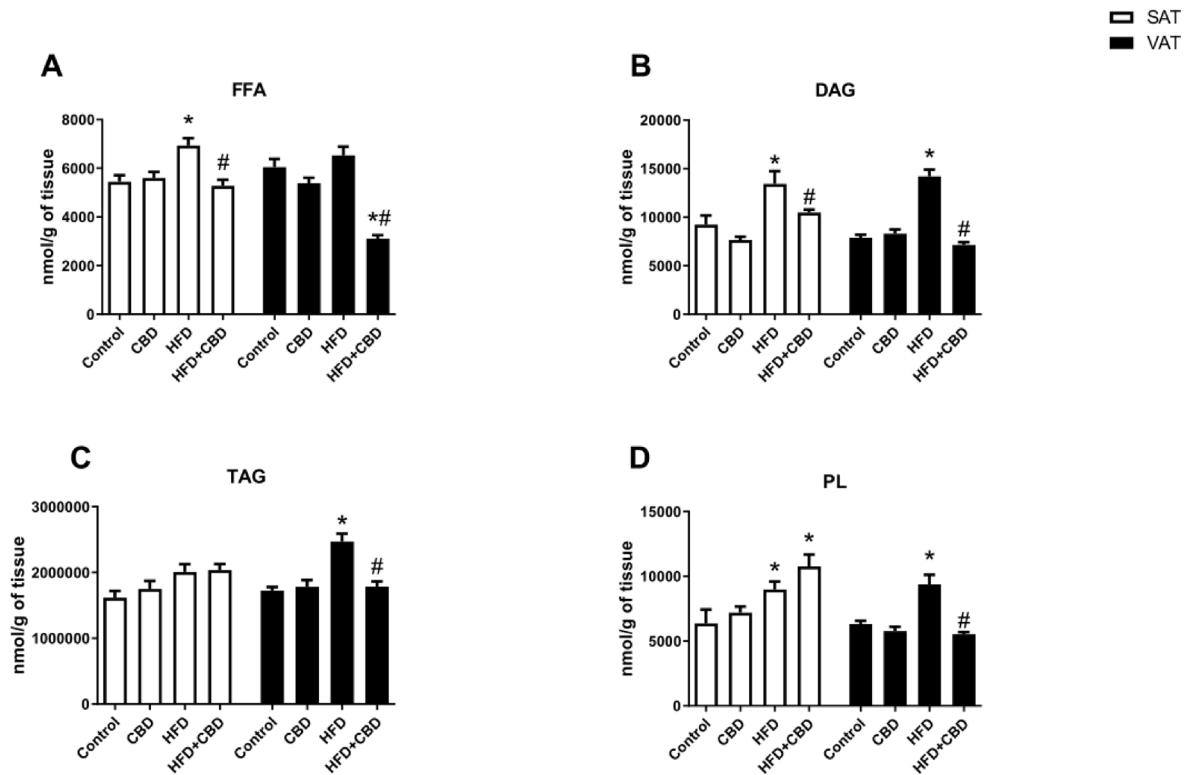 SAT
VAT
A
FFA
nmol/g of tissue
8000
6000
4000
2000
0
*
#
*#
Control
CBD
HFD
HFD+CBD
Control
CBD
HFD
HFD+CBD
B
DAG
nmol/g of tissue
20000
15000
10000
5000
0
*
#
*
#
Control
CBD
HFD
HFD+CBD
Control
CBD
HFD
HFD+CBD
C
TAG
nmol/g of tissue
3000000
2000000
1000000
0
*
#
Control
CBD
HFD
HFD+CBD
Control
CBD
HFD
HFD+CBD
D
PL
nmol/g of tissue
15000
10000
5000
0
*
*
*
#
Control
CBD
HFD
HFD+CBD
Control
CBD
HFD
HFD+CBD